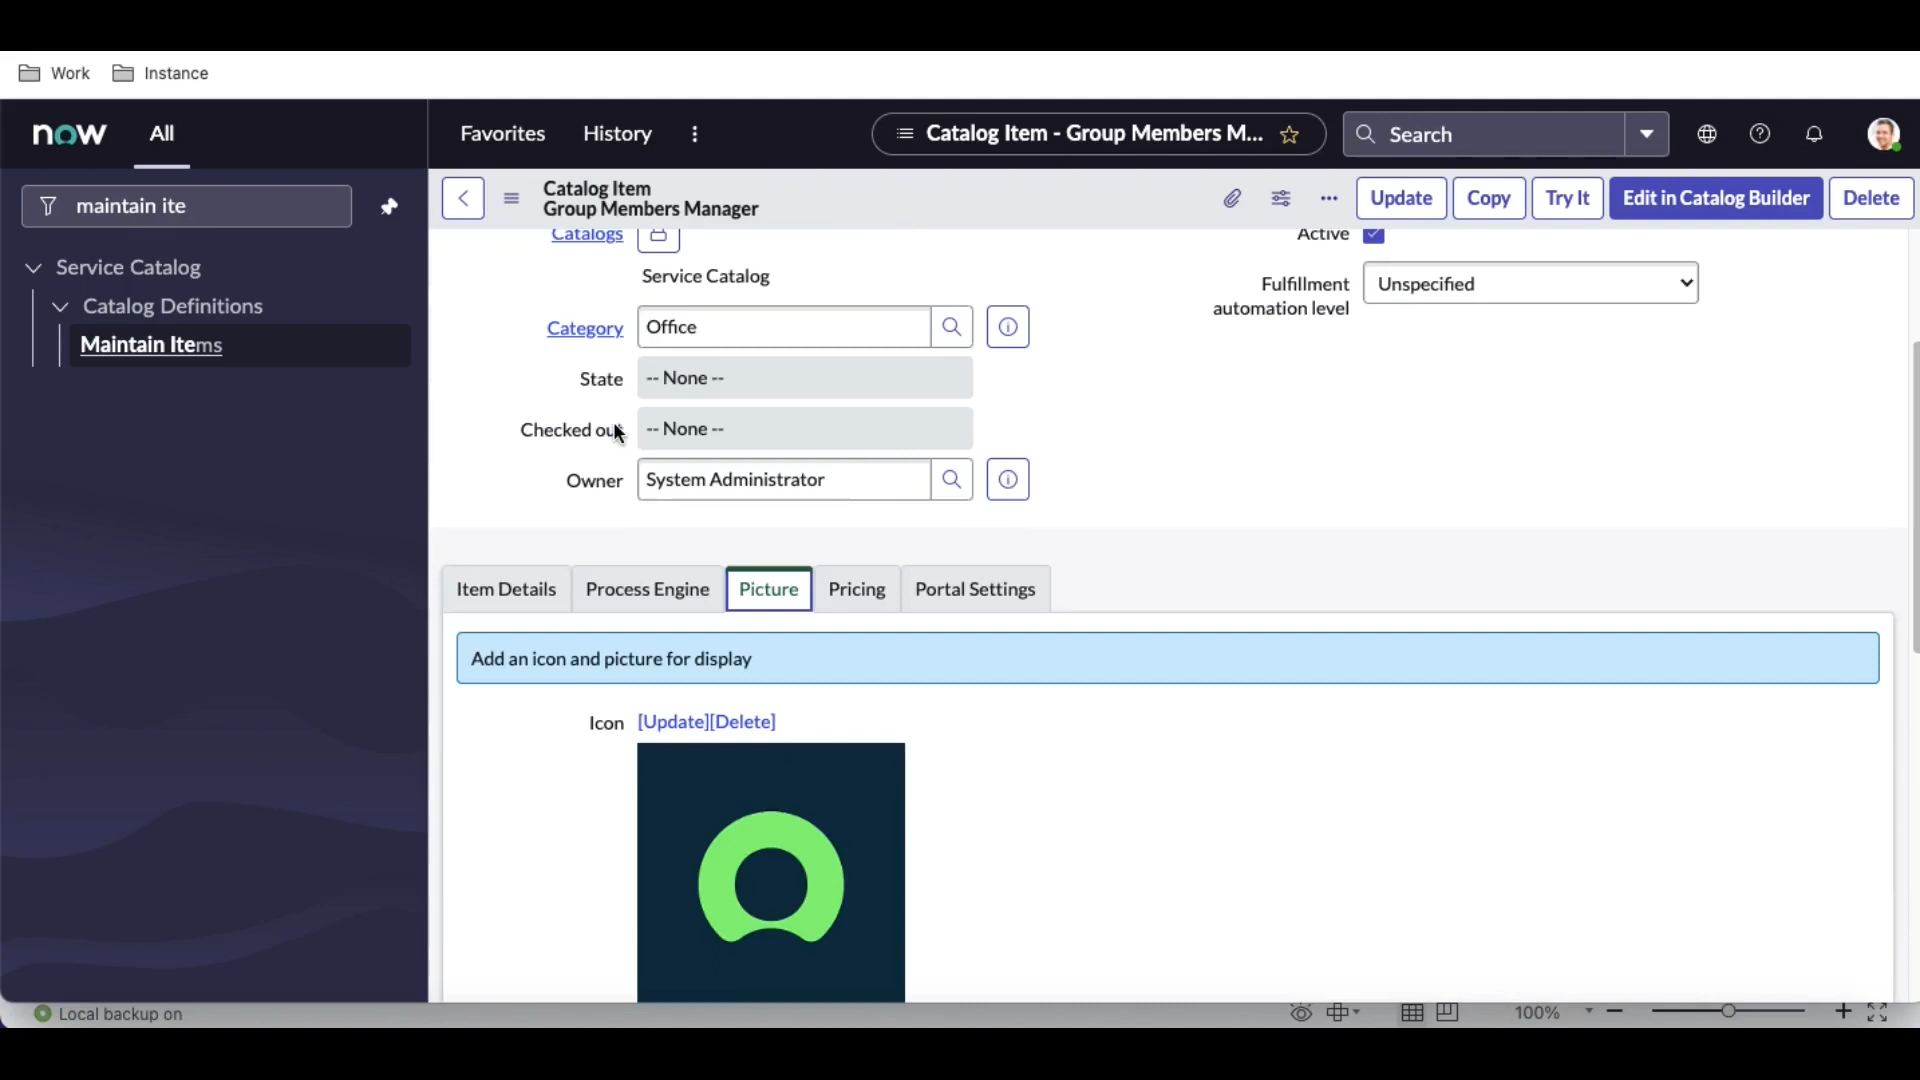 Work Instance
now All Favorites History Catalog Item - Group Members M... Search
maintain ite
Service Catalog
Catalog Definitions
Maintain Items
Catalog Item
Group Members Manager
Update Copy Try It Edit in Catalog Builder Delete
Catalogs
Service Catalog
Active
Fulfillment
automation level
Unspecified
Category Office
State -- None --
Checked out -- None --
Owner System Administrator
Item Details Process Engine Picture Pricing Portal Settings
Add an icon and picture for display
Icon [Update][Delete]
Local backup on 100%